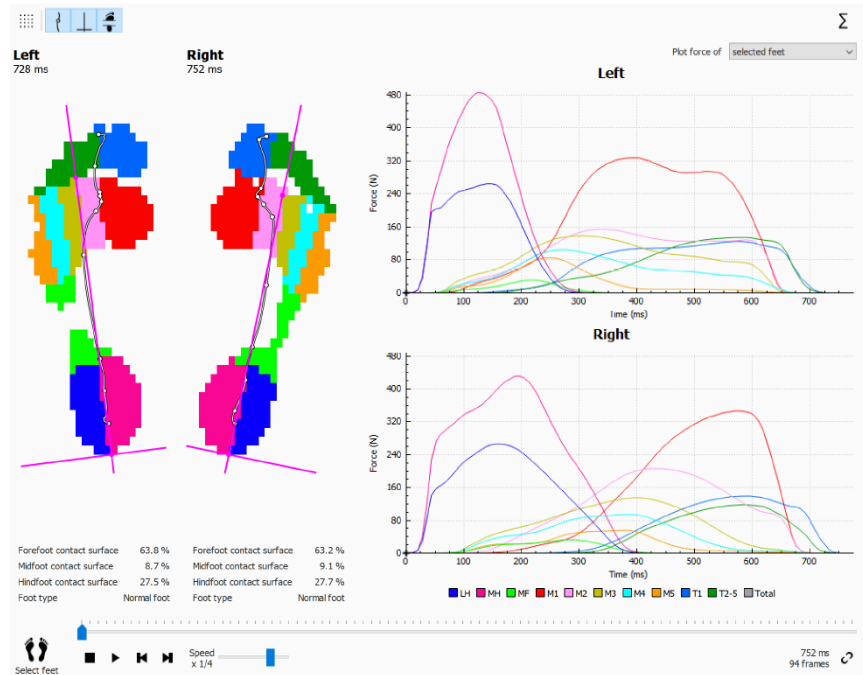 Σ
Left
728 ms
Right
752 ms
Plot force of selected feet
Left
Force (N)
480
400
320
240
160
80
0
0 100 200 300 400 500 600 700
Time (ms)
Right
Force (N)
480
400
320
240
160
80
0
0 100 200 300 400 500 600 700
Time (ms)
LH MH MF M1 M2 M3 M4 M5 T1 T2-5 Total
Forefoot contact surface 63.8 %
Midfoot contact surface 8.7 %
Hindfoot contact surface 27.5 %
Foot type Normal foot
Forefoot contact surface 63.2 %
Midfoot contact surface 9.1 %
Hindfoot contact surface 27.7 %
Foot type Normal foot
Select feet
Speed
x 1/4
752 ms
94 frames